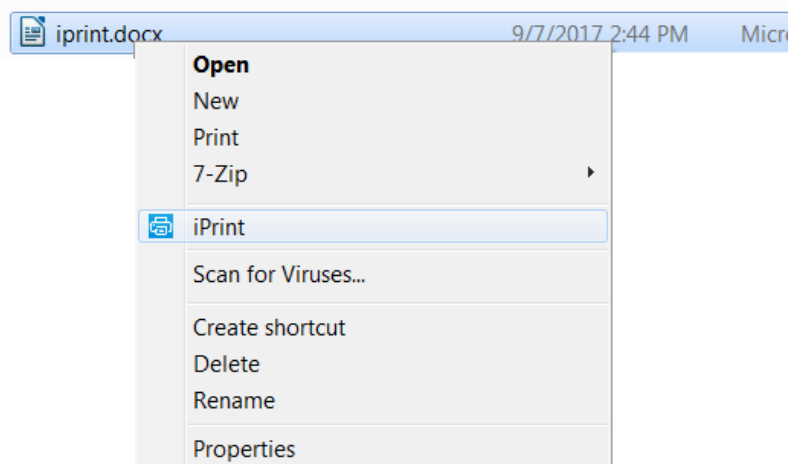 iprint.docx 9/7/2017 2:44 PM Micr
Open
New
Print
7-Zip
iPrint
Scan for Viruses...
Create shortcut
Delete
Rename
Properties